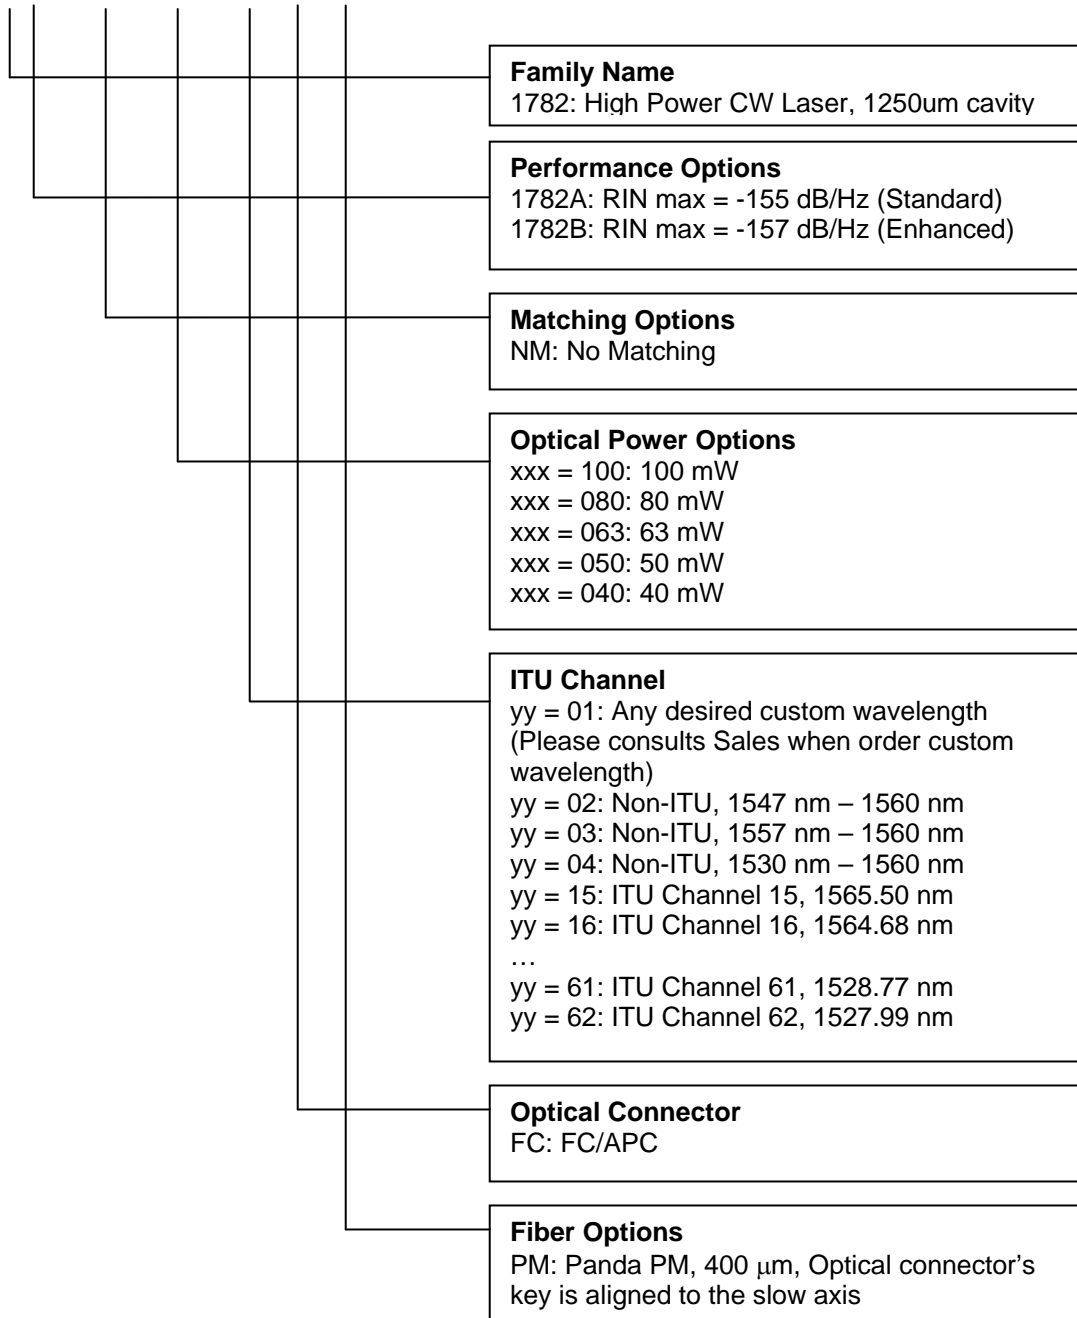 Family Name
1782: High Power CW Laser, 1250um cavity
Performance Options
1782A: RIN max = -155 dB/Hz (Standard)
1782B: RIN max = -157 dB/Hz (Enhanced)
Matching Options
NM: No Matching
Optical Power Options
xxx = 100: 100 mW
xxx = 080: 80 mW
xxx = 063: 63 mW
xxx = 050: 50 mW
xxx = 040: 40 mW
ITU Channel
yy = 01: Any desired custom wavelength
(Please consults Sales when order custom
wavelength)
yy = 02: Non-ITU, 1547 nm – 1560 nm
yy = 03: Non-ITU, 1557 nm – 1560 nm
yy = 04: Non-ITU, 1530 nm – 1560 nm
yy = 15: ITU Channel 15, 1565.50 nm
yy = 16: ITU Channel 16, 1564.68 nm
…
yy = 61: ITU Channel 61, 1528.77 nm
yy = 62: ITU Channel 62, 1527.99 nm
Optical Connector
FC: FC/APC
Fiber Options
PM: Panda PM, 400 μm, Optical connector's
key is aligned to the slow axis